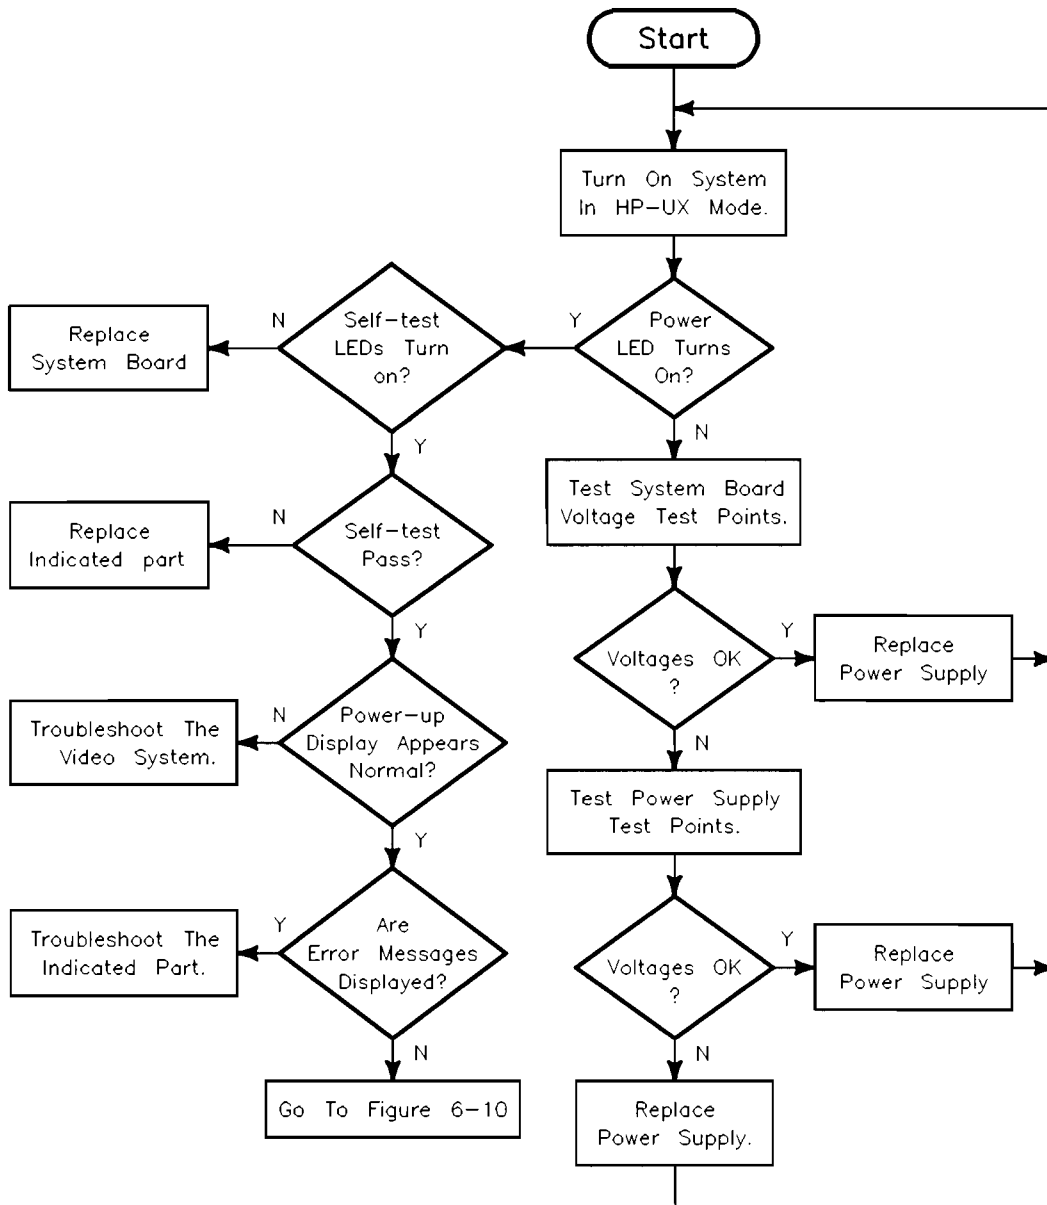 Start
Turn On System
In HP-UX Mode.
Power
LED Turns
On?
Y
N
Self-test
LEDs Turn
on?
N
Y
Replace
System Board
Self-test
Pass?
N
Y
Replace
Indicated part
Power-up
Display Appears
Normal?
N
Y
Troubleshoot The
Video System.
Are
Error Messages
Displayed?
Y
N
Troubleshoot The
Indicated Part.
Go To Figure 6-10
Test System Board
Voltage Test Points.
Voltages OK
?
Y
N
Replace
Power Supply
Test Power Supply
Test Points.
Voltages OK
?
Y
N
Replace
Power Supply
Replace
Power Supply.